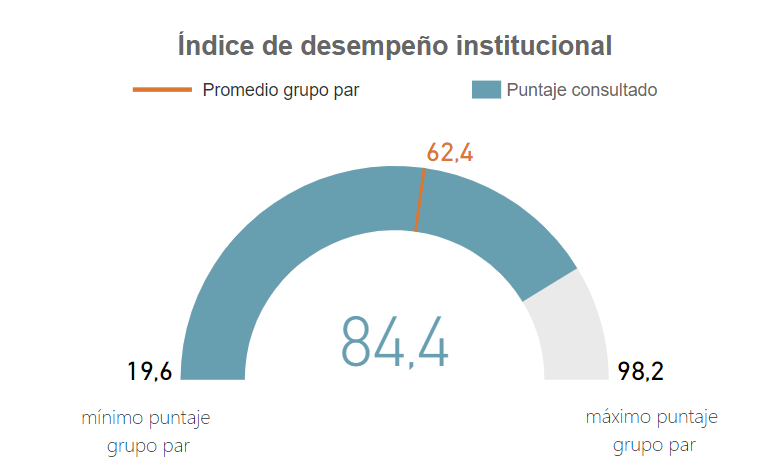 Índice de desempeño institucional
Promedio grupo par
Puntaje consultado
62,4
84,4
19,6
98,2
mínimo puntaje
grupo par
máximo puntaje
grupo par